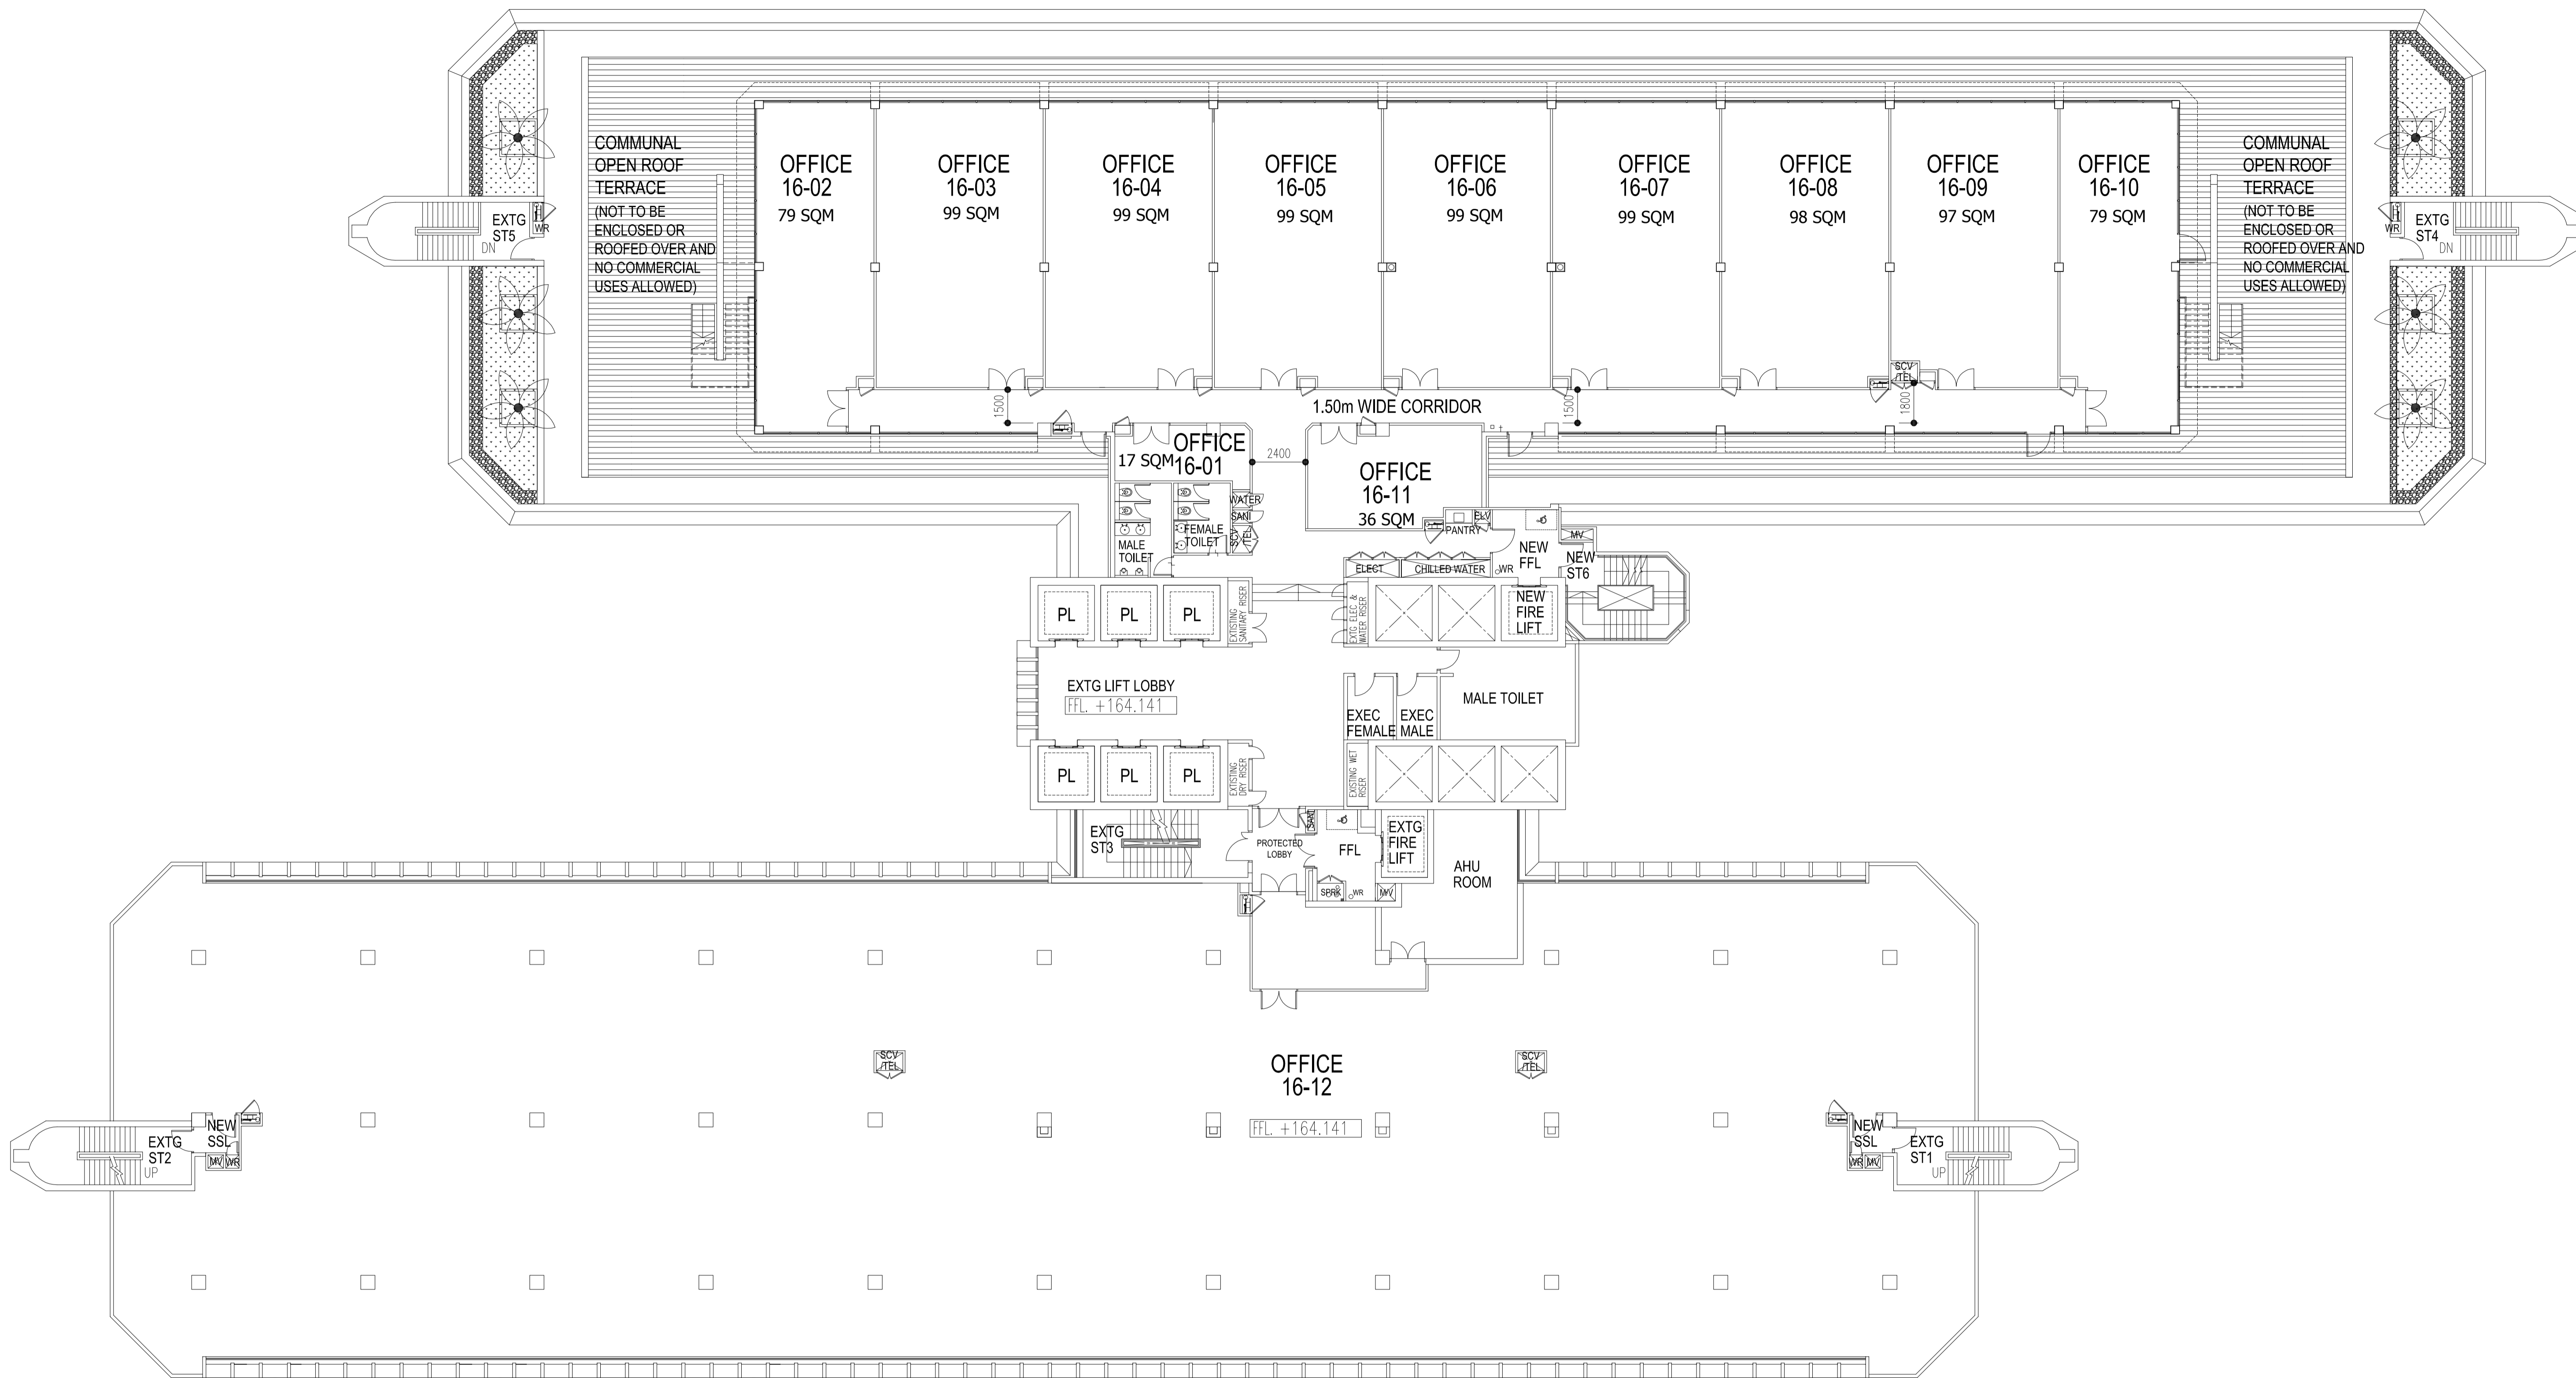 COMMUNAL
OPEN ROOF
TERRACE
(NOT TO BE
ENCLOSED OR
ROOFED OVER AND
NO COMMERCIAL
USES ALLOWED)
EXTG
ST5
DN
WR
OFFICE
16-02
79 SQM
OFFICE
16-03
99 SQM
OFFICE
16-04
99 SQM
OFFICE
16-05
99 SQM
OFFICE
16-06
99 SQM
OFFICE
16-07
99 SQM
OFFICE
16-08
98 SQM
OFFICE
16-09
97 SQM
OFFICE
16-10
79 SQM
COMMUNAL
OPEN ROOF
TERRACE
(NOT TO BE
ENCLOSED OR
ROOFED OVER AND
NO COMMERCIAL
USES ALLOWED)
WR
EXTG
ST4
DN
SCV
/TEL
1500
1.50m WIDE CORRIDOR
1500
1800
OFFICE
16-01
17 SQM
2400
OFFICE
16-11
36 SQM
WATER
SANI
SCV
/TEL
FEMALE
TOILET
MALE
TOILET
PANTRY
ELV
NEW
FFL
WR
MV
NEW
ST6
ELECT
CHILLED WATER
PL
PL
PL
EXTISTING
SANITARY RISER
EXTG ELEC &
WATER RISER
NEW
FIRE
LIFT
EXTG LIFT LOBBY
FFL. +164.141
EXEC
FEMALE
EXEC
MALE
MALE TOILET
PL
PL
PL
EXTISTING
DRY RISER
EXISTING WET
RISER
EXTG
ST3
PROTECTED
LOBBY
SANI
FFL
EXTG
FIRE
LIFT
SPRK
WR
MV
AHU
ROOM
SCV
/TEL
OFFICE
16-12
FFL. +164.141
SCV
/TEL
EXTG
ST2
UP
NEW
SSL
MV
WR
NEW
SSL
WR
MV
EXTG
ST1
UP